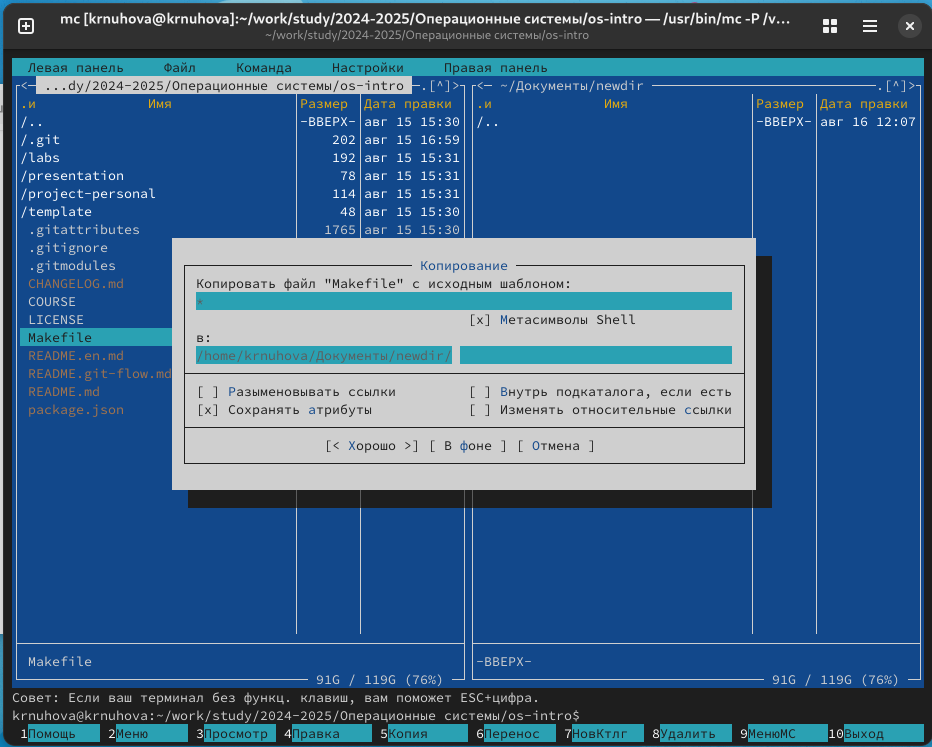 mc [krnuhova@krnuhova]:~/work/study/2024-2025/Операционные системы/os-intro — /usr/bin/mc -P /v…
~/work/study/2024-2025/Операционные системы/os-intro
Левая панель Файл Команда Настройки Правая панель
<— ...dy/2024-2025/Операционные системы/os-intro —.[^]>
<— ~/Документы/newdir —.[^]>
.и Имя Размер Дата правки .и Имя Размер Дата правки
/.. -ВВЕРХ- авг 15 15:30 /.. -ВВЕРХ- авг 16 12:07
/.git 202 авг 15 16:59
/labs 192 авг 15 15:31
/presentation 78 авг 15 15:31
/project-personal 114 авг 15 15:31
/template 48 авг 15 15:30
.gitattributes 1765 авг 15 15:30
.gitignore
.gitmodules
CHANGELOG.md
COURSE
LICENSE
Makefile
README.en.md
README.git-flow.md
README.md
package.json
Копирование
Копировать файл "Makefile" с исходным шаблоном:
*
[x] Метасимволы Shell
в:
/home/krnuhova/Документы/newdir/
[ ] Разыменовывать ссылки [ ] Внутрь подкаталога, если есть
[x] Сохранять атрибуты [ ] Изменять относительные ссылки
[< Хорошо >] [ В фоне ] [ Отмена ]
Makefile -ВВЕРХ-
91G / 119G (76%) 91G / 119G (76%)
Совет: Если ваш терминал без функц. клавиш, вам поможет ESC+цифра.
krnuhova@krnuhova:~/work/study/2024-2025/Операционные системы/os-intro$
1Помощь 2Меню 3Просмотр 4Правка 5Копия 6Перенос 7НовКтлг 8Удалить 9МенюMC 10Выход